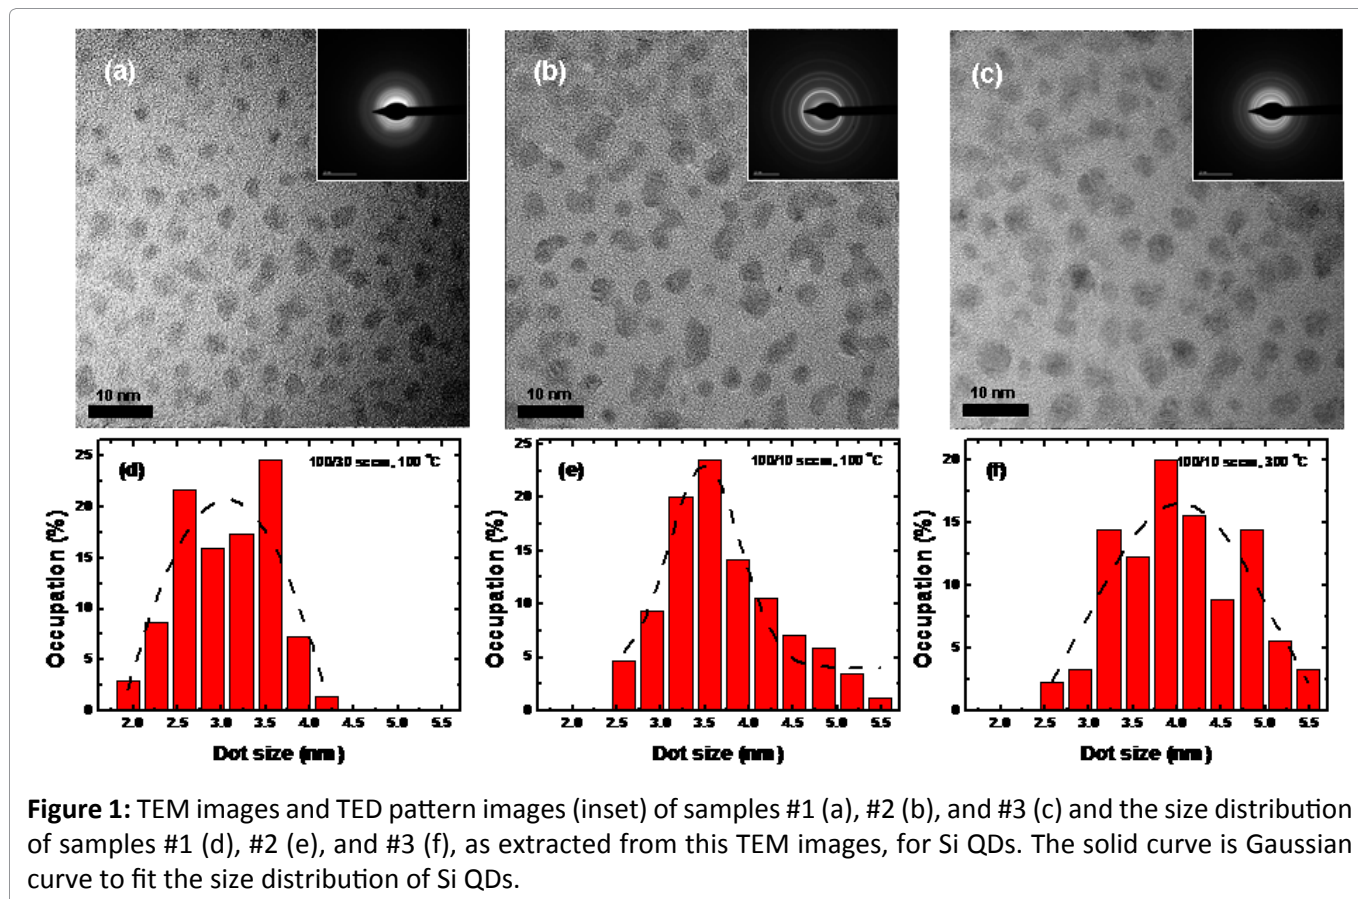 (a)
(b)
(c)
10 nm
10 nm
10 nm
(d)
100/30 sccm, 100 °C
25
20
15
10
5
0
Occupation (%)
2.0 2.5 3.0 3.5 4.0 4.5 5.0 5.5
Dot size (nm)
(e)
100/10 sccm, 100 °C
25
20
15
10
5
0
Occupation (%)
2.0 2.5 3.0 3.5 4.0 4.5 5.0 5.5
Dot size (nm)
(f)
100/10 sccm, 300 °C
20
15
10
5
0
Occupation (%)
2.0 2.5 3.0 3.5 4.0 4.5 5.0 5.5
Dot size (nm)
Figure 1: TEM images and TED pattern images (inset) of samples #1 (a), #2 (b), and #3 (c) and the size distribution
of samples #1 (d), #2 (e), and #3 (f), as extracted from this TEM images, for Si QDs. The solid curve is Gaussian
curve to fit the size distribution of Si QDs.